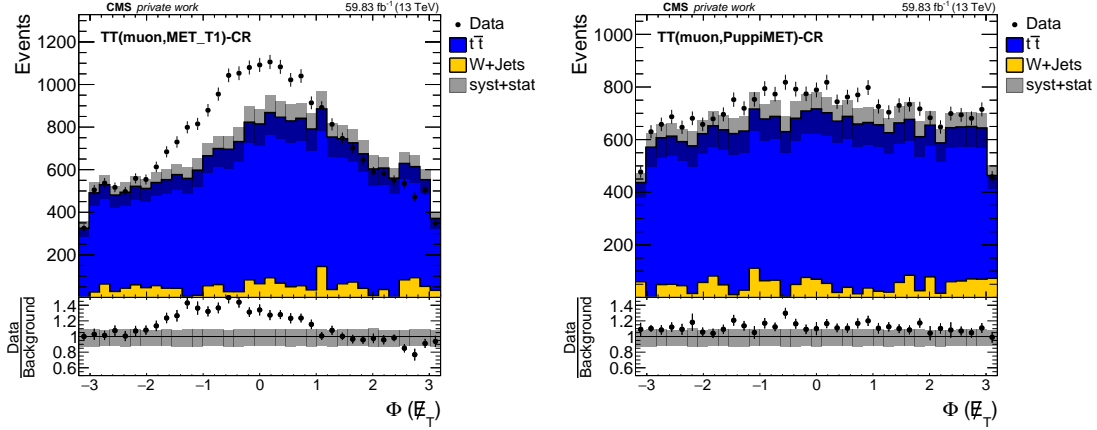 CMS private work 59.83 fb⁻¹ (13 TeV)
Events
TT(muon,MET_T1)-CR
Data
tt̅
W+Jets
syst+stat
1200
1000
800
600
400
200
Data
Background
1.4
1.2
1
0.8
0.6
−3 −2 −1 0 1 2 3
Φ (E̸_T)
CMS private work 59.83 fb⁻¹ (13 TeV)
Events
TT(muon,PuppiMET)-CR
Data
tt̅
W+Jets
syst+stat
1000
800
600
400
200
Data
Background
1.4
1.2
1
0.8
0.6
−3 −2 −1 0 1 2 3
Φ (E̸_T)